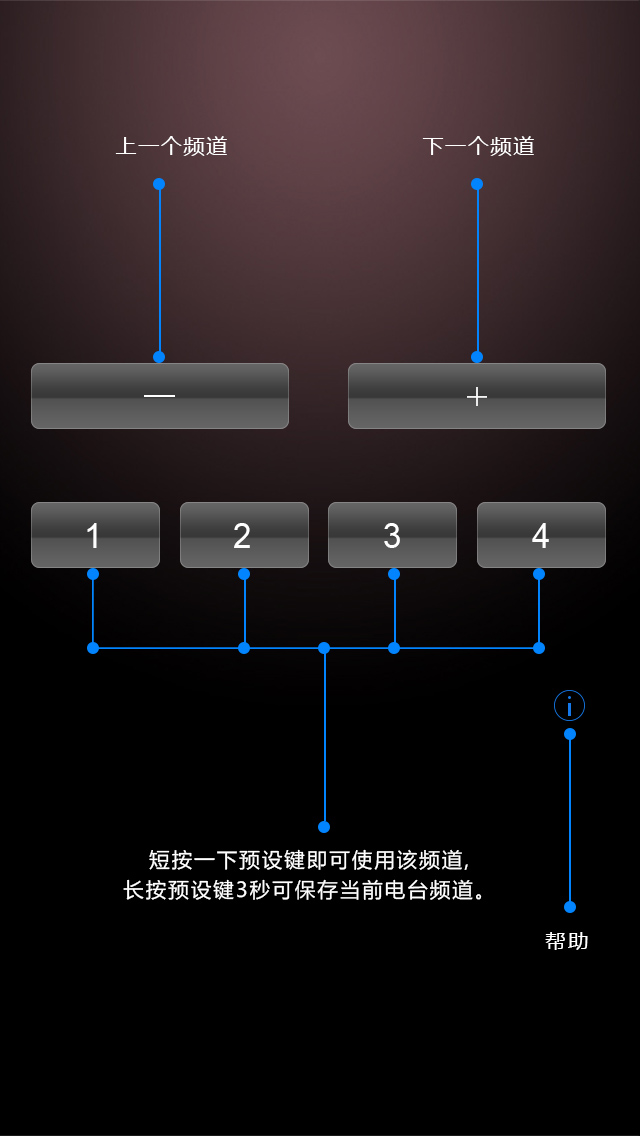 上一个频道
下一个频道
— +
1 2 3 4
i
短按一下预设键即可使用该频道,
长按预设键3秒可保存当前电台频道。
帮助